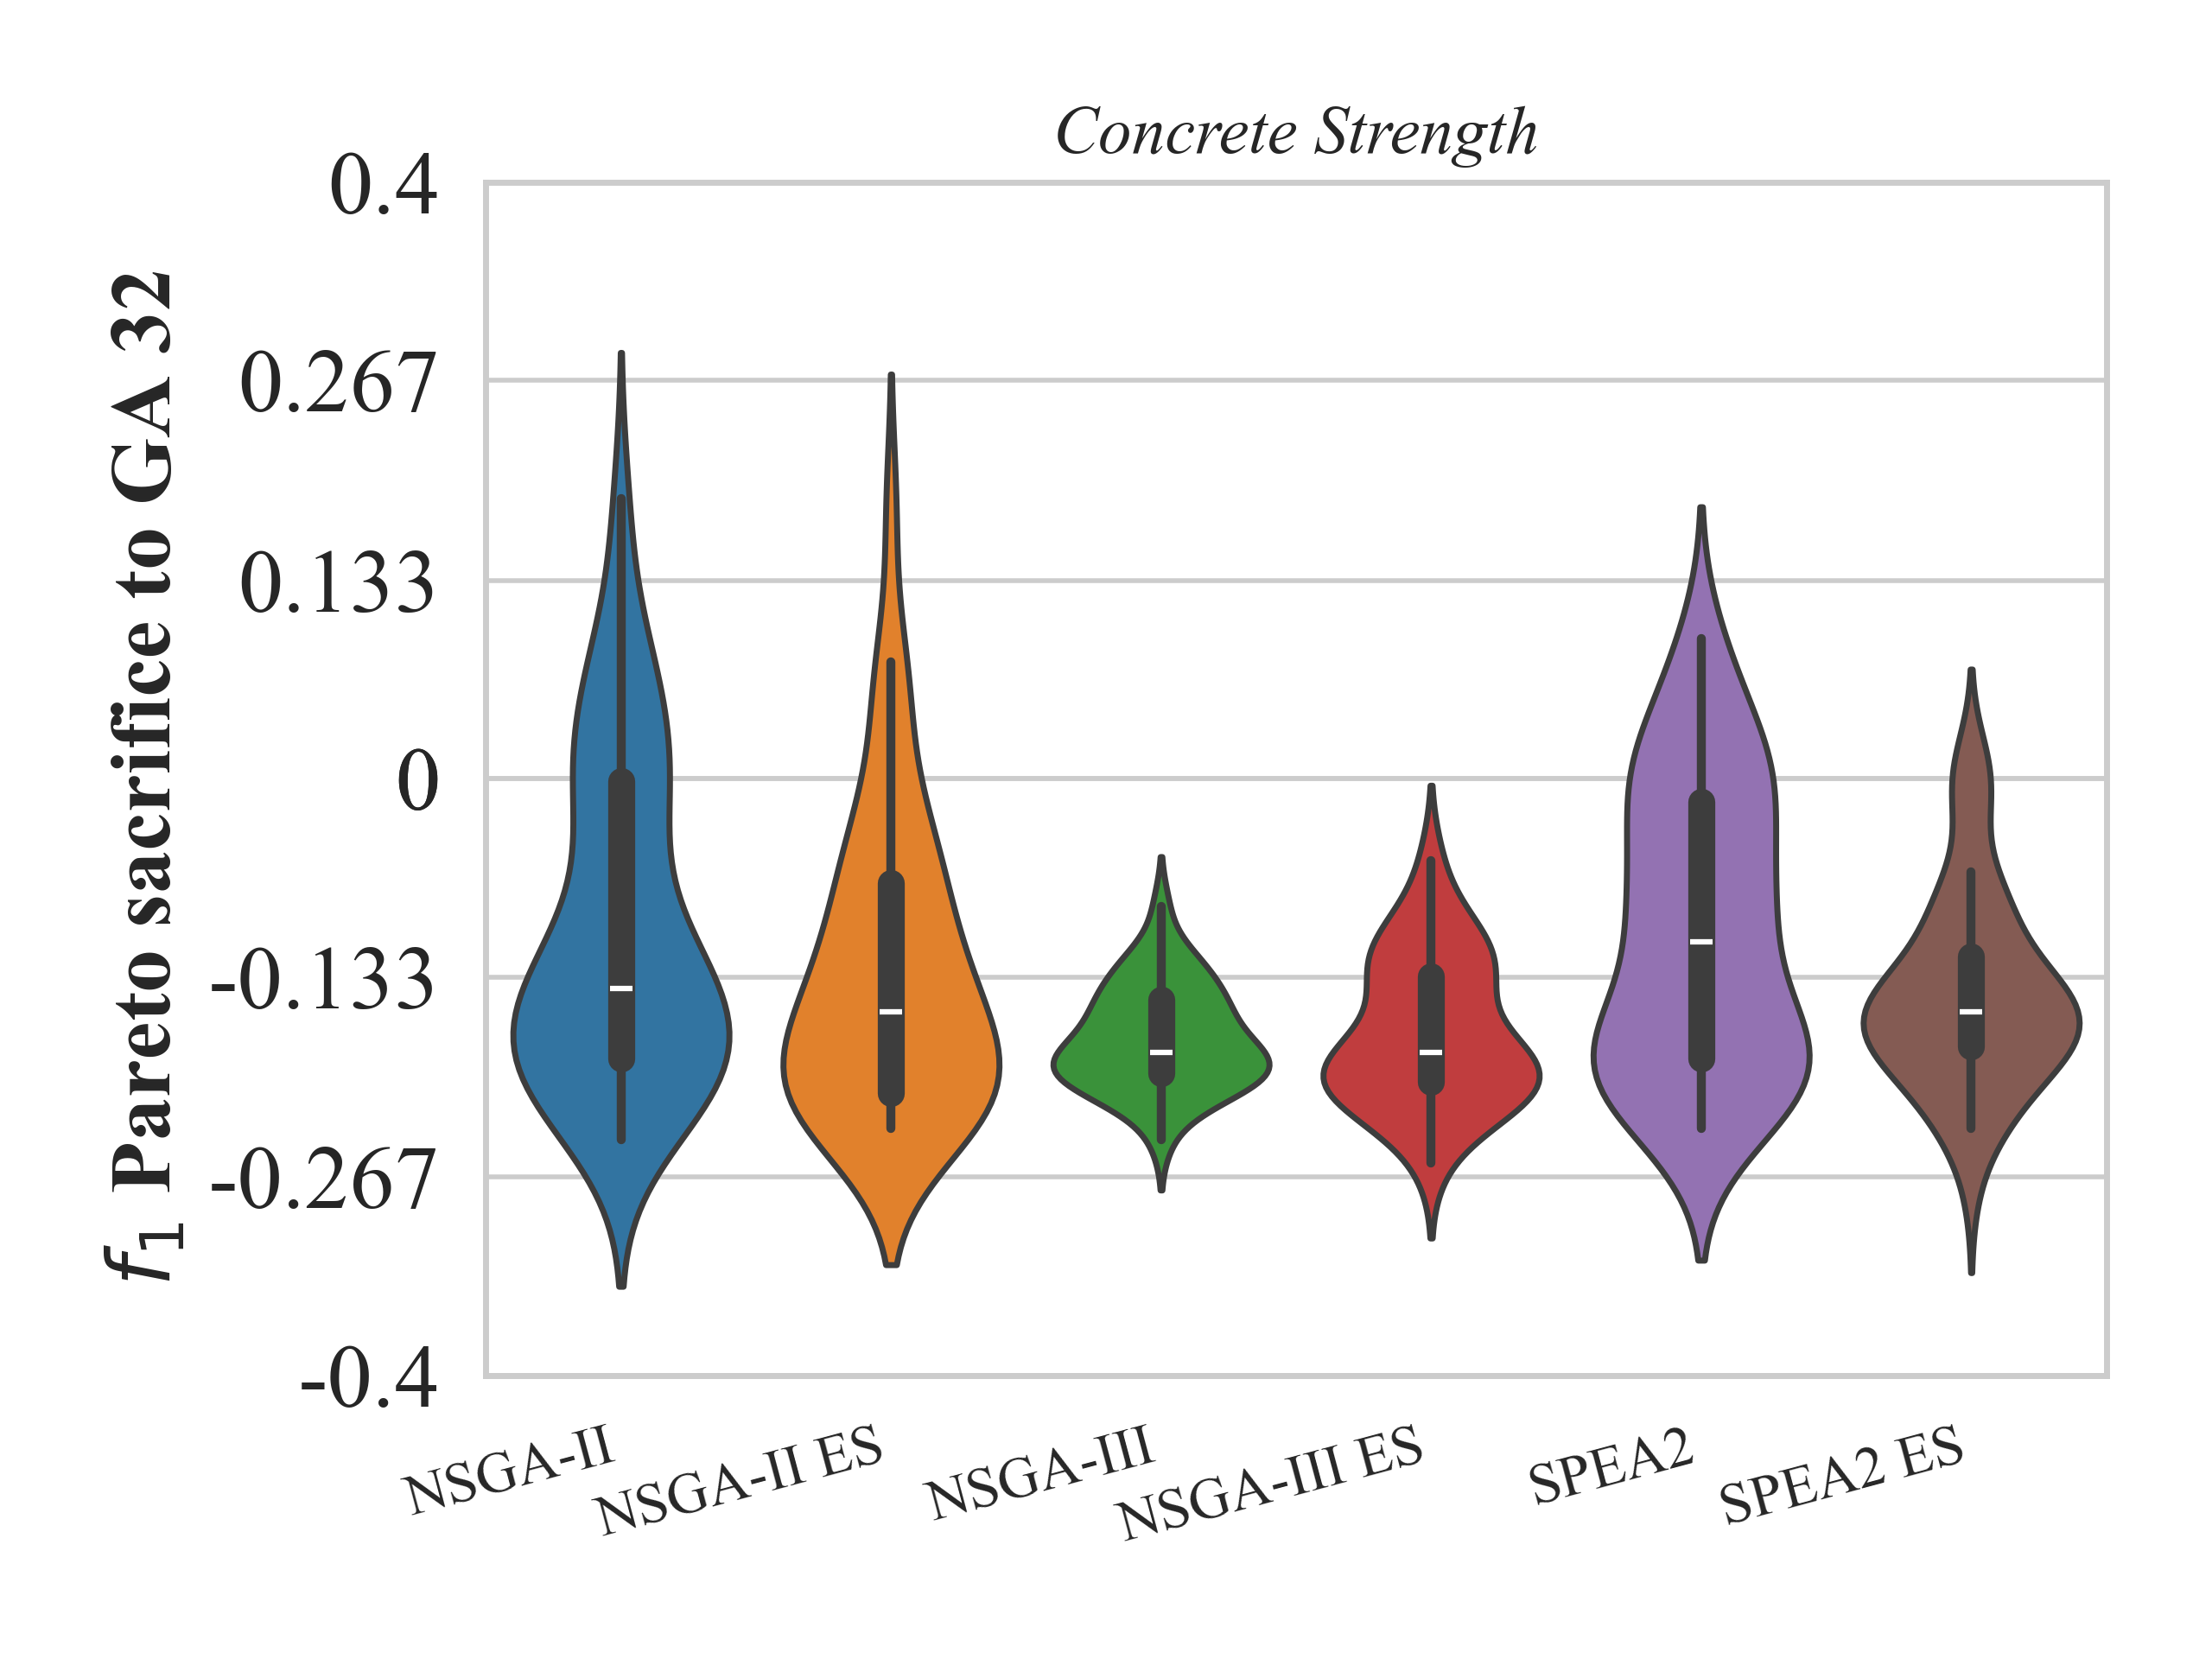 Concrete Strength
f1 Pareto sacrifice to GA 32
0.4
0.267
0.133
0
-0.133
-0.267
-0.4
NSGA-II
NSGA-II ES
NSGA-III
NSGA-III ES
SPEA2
SPEA2 ES